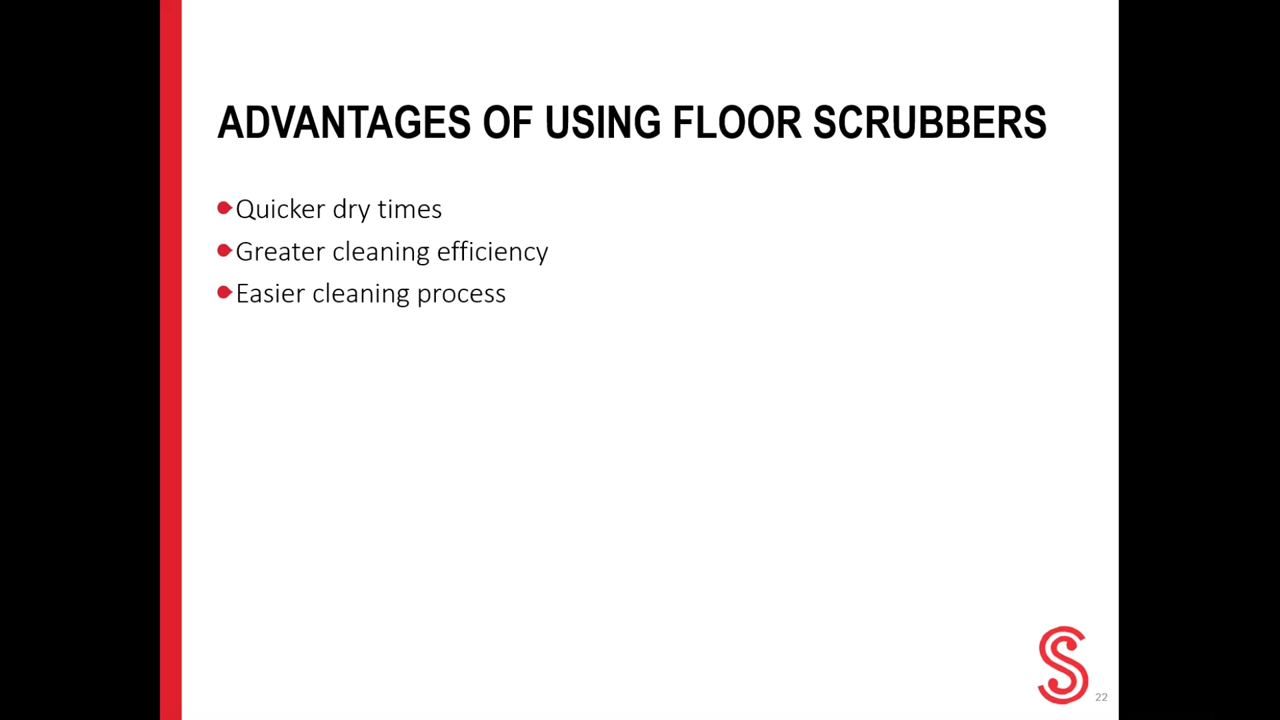 ADVANTAGES OF USING FLOOR SCRUBBERS
Quicker dry times
Greater cleaning efficiency
Easier cleaning process
S
22